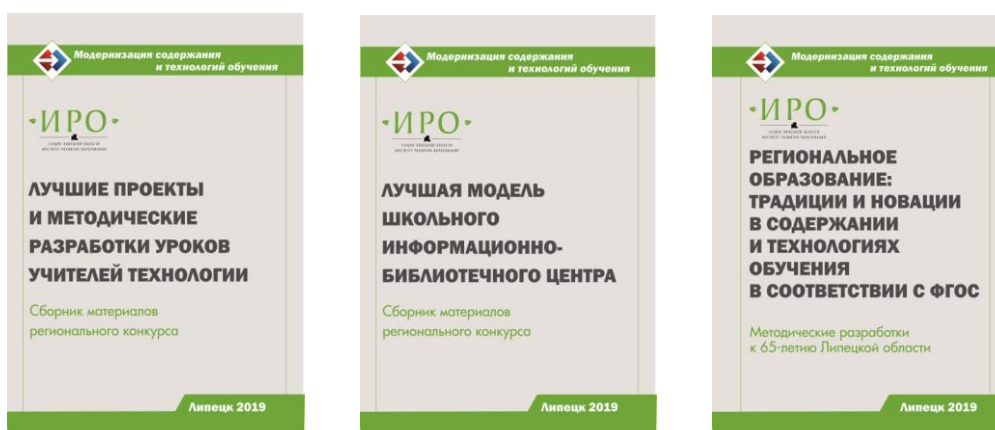 Модернизация содержания
и технологий обучения
ИРО
ЛУЧШИЕ ПРОЕКТЫ
И МЕТОДИЧЕСКИЕ
РАЗРАБОТКИ УРОКОВ
УЧИТЕЛЕЙ ТЕХНОЛОГИИ
Сборник материалов
регионального конкурса
Липецк 2019
Модернизация содержания
и технологий обучения
ИРО
ЛУЧШАЯ МОДЕЛЬ
ШКОЛЬНОГО
ИНФОРМАЦИОННО-
БИБЛИОТЕЧНОГО ЦЕНТРА
Сборник материалов
регионального конкурса
Липецк 2019
Модернизация содержания
и технологий обучения
ИРО
РЕГИОНАЛЬНОЕ
ОБРАЗОВАНИЕ:
ТРАДИЦИИ И НОВАЦИИ
В СОДЕРЖАНИИ
И ТЕХНОЛОГИЯХ
ОБУЧЕНИЯ
В СООТВЕТСТВИИ С ФГОС
Методические разработки
к 65-летию Липецкой области
Липецк 2019